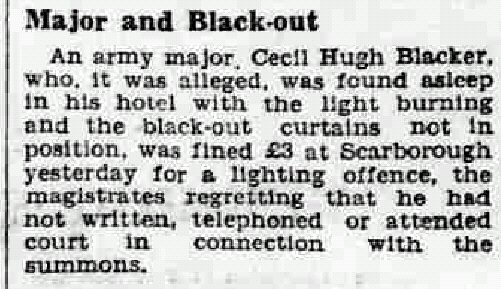 Major and Black-out
An army major, Cecil Hugh Blacker,
who, it was alleged, was found asleep
in his hotel with the light burning
and the black-out curtains not in
position, was fined £3 at Scarborough
yesterday for a lighting offence, the
magistrates regretting that he had
not written, telephoned or attended
court in connection with the
summons.